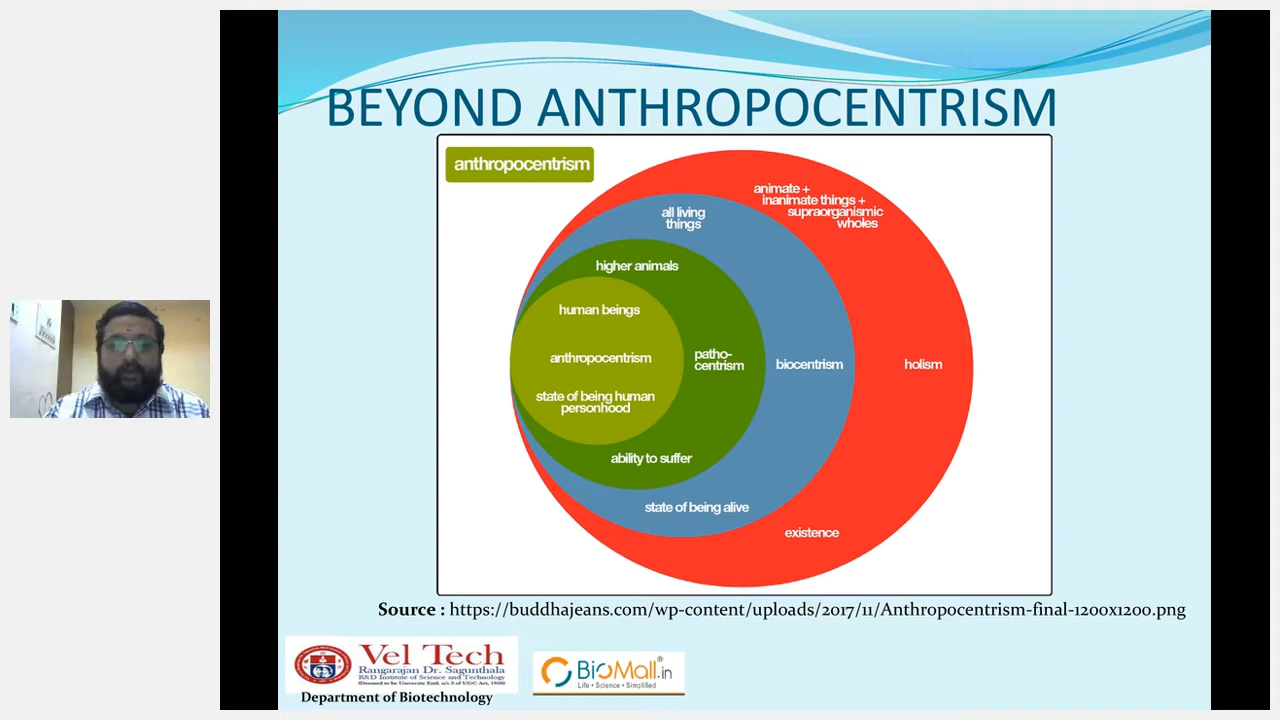 BEYOND ANTHROPOCENTRISM
anthropocentrism
animate +
inanimate things +
supraorganismic
wholes
all living
things
higher animals
human beings
anthropocentrism
state of being human
personhood
patho-
centrism
biocentrism
holism
ability to suffer
state of being alive
existence
Source : https://buddhajeans.com/wp-content/uploads/2017/11/Anthropocentrism-final-1200x1200.png
Vel Tech
Rangarajan Dr. Sagunthala
R&D Institute of Science and Technology
(Deemed to be University Estd. u/s 3 of UGC Act, 1956)
Department of Biotechnology
BioMall.in
®
Life • Science • Simplified